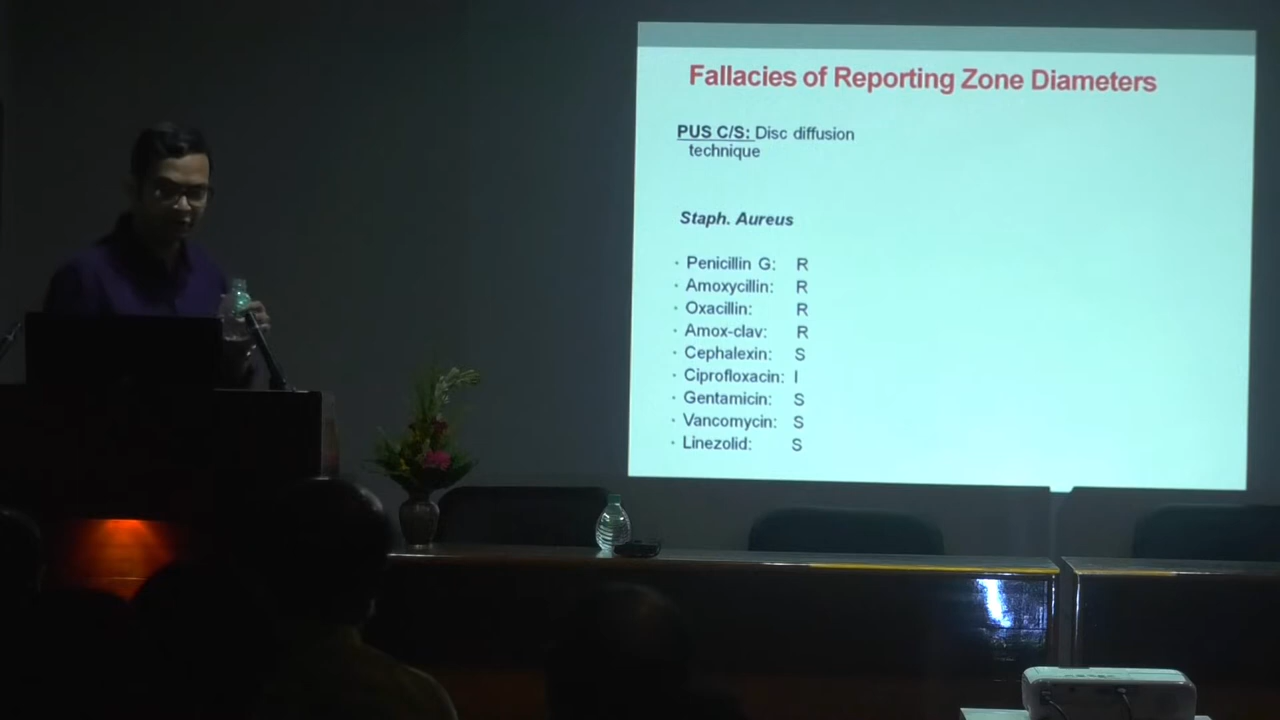 Fallacies of Reporting Zone Diameters
PUS C/S: Disc diffusion
technique
Staph. Aureus
• Penicillin G: R
• Amoxycillin: R
• Oxacillin: R
• Amox-clav: R
• Cephalexin: S
• Ciprofloxacin: I
• Gentamicin: S
• Vancomycin: S
• Linezolid: S